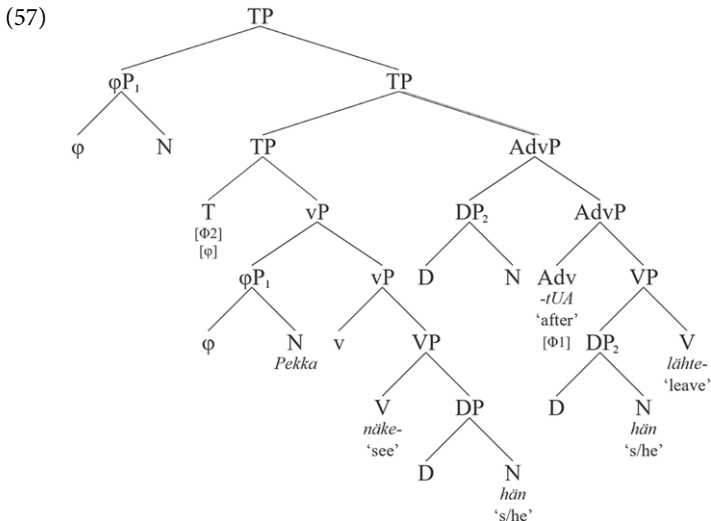 (57)
TP
φP₁ TP
φ N TP AdvP
T vP DP₂ AdvP
[Φ2]
[φ]
φP₁ vP D N Adv VP
-tUA
‘after’
[Φ1]
φ N v VP DP₂ V
Pekka lähte-
‘leave’
V DP D N
näke- hän
‘see’ ‘s/he’
D N
hän
‘s/he’